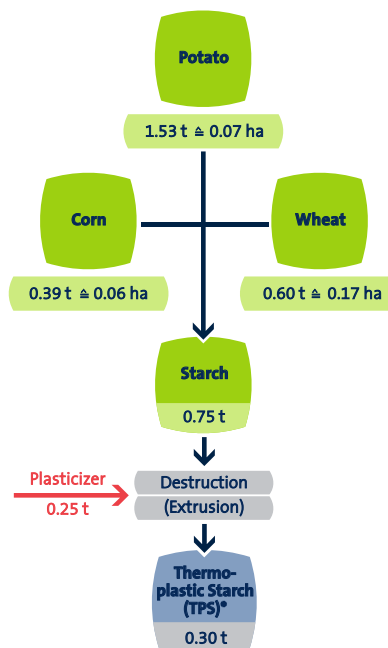 Potato
1.53 t ≙ 0.07 ha
Corn
Wheat
0.39 t ≙ 0.06 ha
0.60 t ≙ 0.17 ha
Starch
0.75 t
Plasticizer
0.25 t
Destruction
(Extrusion)
Thermo-
plastic Starch
(TPS)*
0.30 t